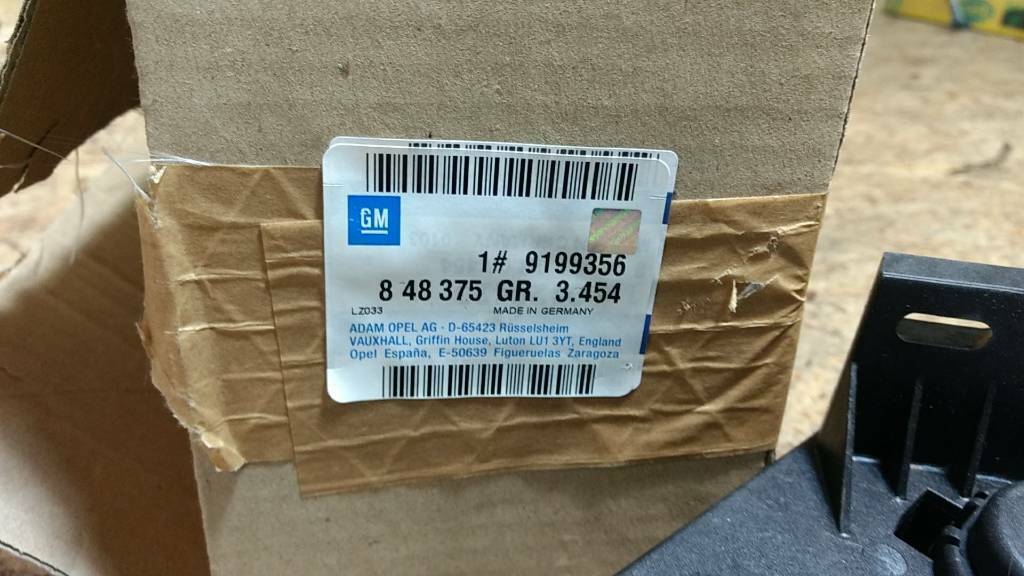 GM
1# 9199356
8 48 375 GR. 3.454
LZ033 MADE IN GERMANY
ADAM OPEL AG · D-65423 Rüsselsheim
VAUXHALL, Griffin House, Luton LU1 3YT, England
Opel España, E-50639 Figueruelas Zaragoza